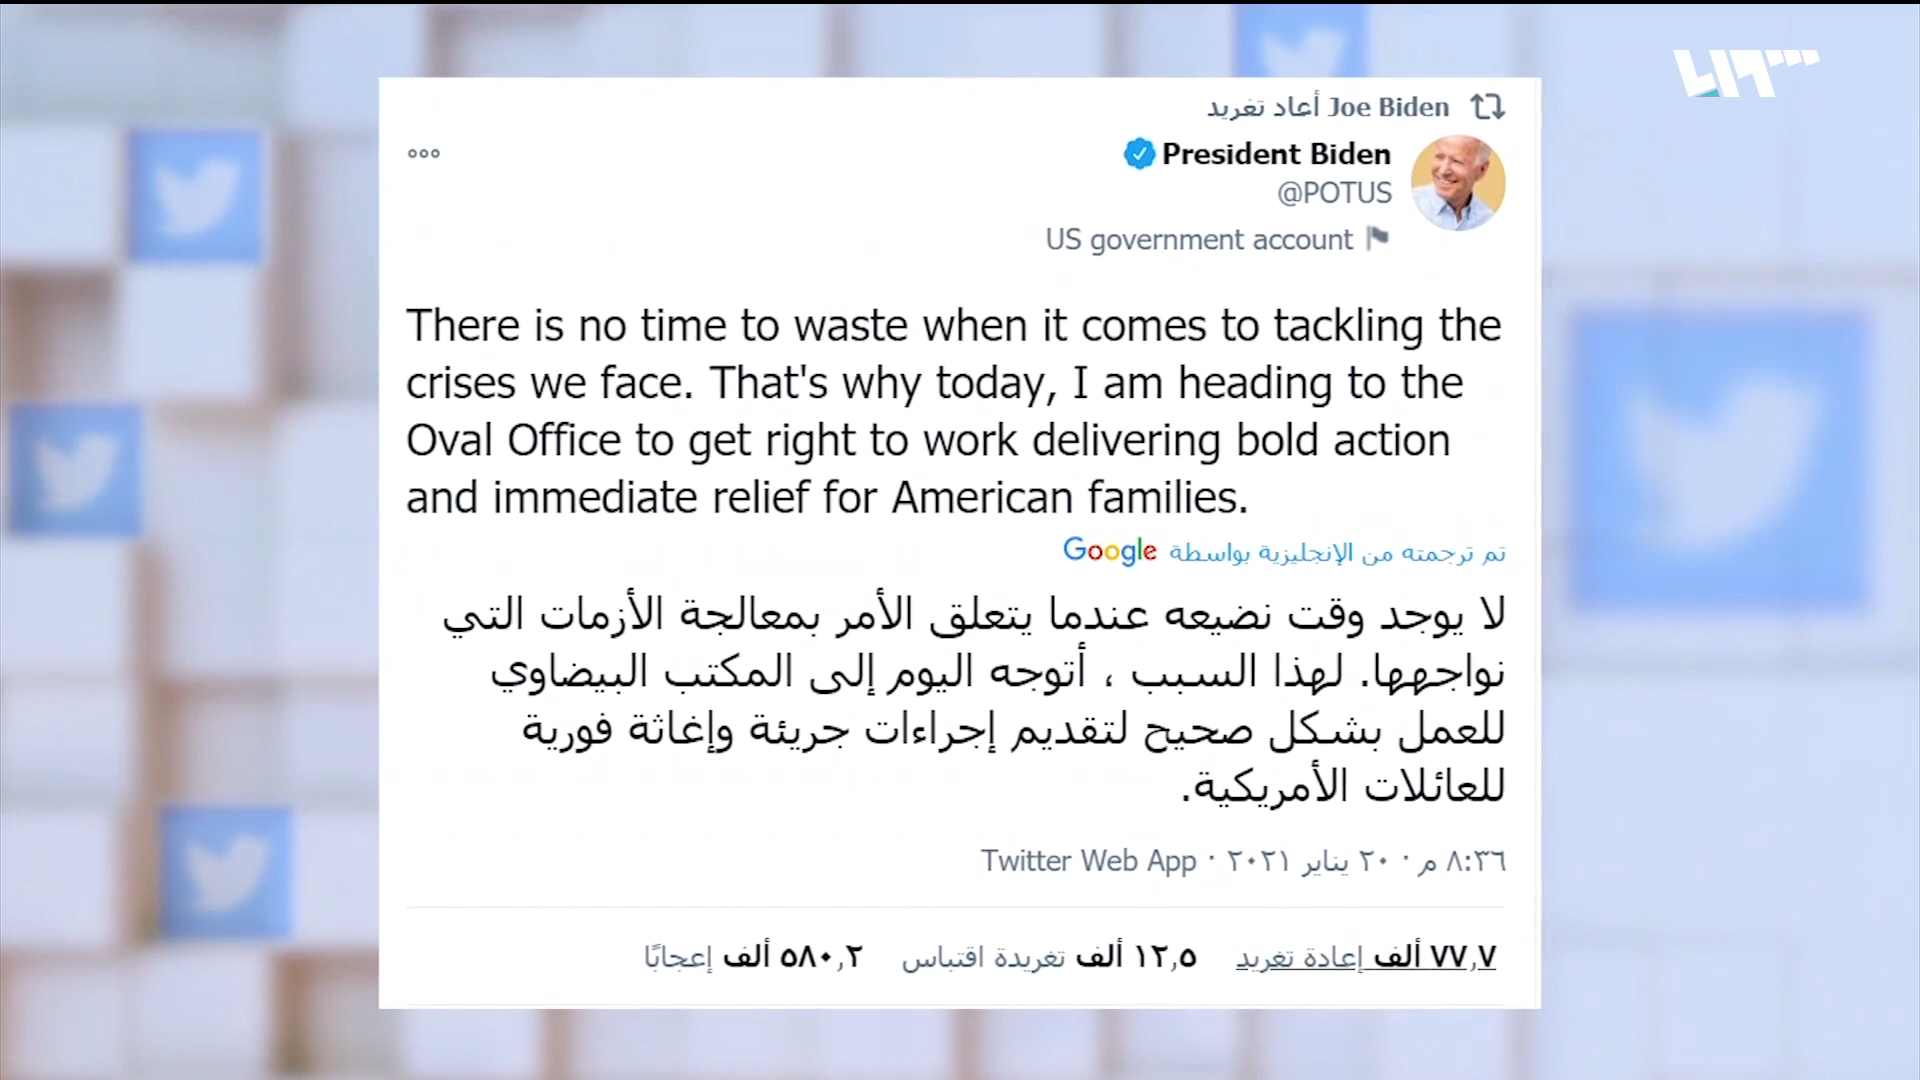 Joe Biden أعاد تغريد
President Biden
@POTUS
US government account
There is no time to waste when it comes to tackling the
crises we face. That's why today, I am heading to the
Oval Office to get right to work delivering bold action
and immediate relief for American families.
تم ترجمته من الإنجليزية بواسطة Google
لا يوجد وقت نضيعه عندما يتعلق الأمر بمعالجة الأزمات التي
نواجهها. لهذا السبب ، أتوجه اليوم إلى المكتب البيضاوي
للعمل بشكل صحيح لتقديم إجراءات جريئة وإغاثة فورية
للعائلات الأمريكية.
٨:٣٦ م · ٢٠ يناير ٢٠٢١ · Twitter Web App
٧٧,٧ ألف إعادة تغريد ١٢,٥ ألف تغريدة اقتباس ٥٨٠,٢ ألف إعجابًا